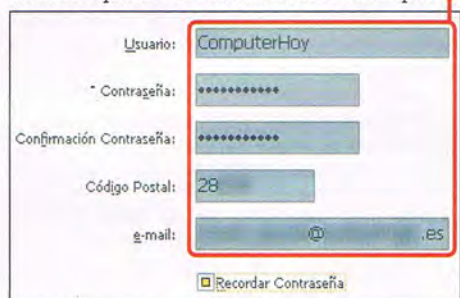 Usuario: ComputerHoy
* Contraseña: ***********
Confirmación Contraseña: ***********
Código Postal: 28
e-mail: @ .es
Recordar Contraseña